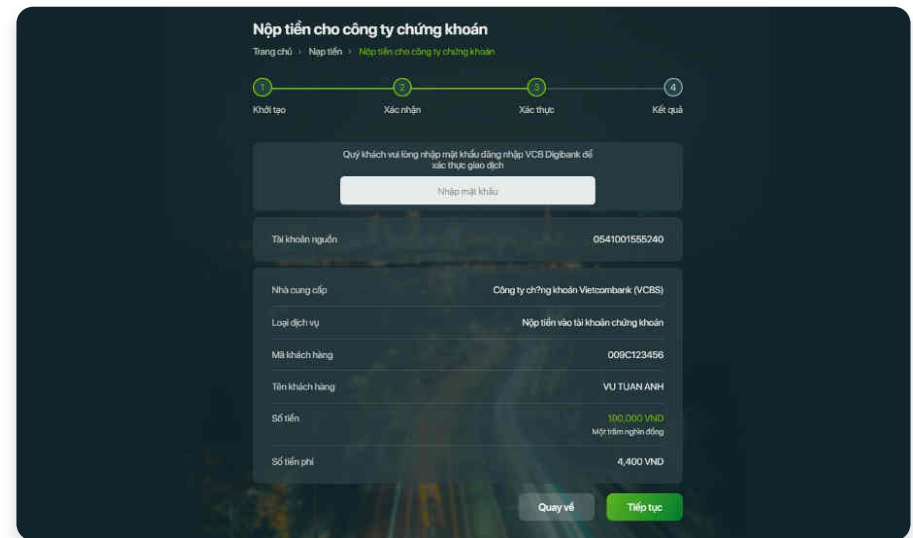 Nộp tiền cho công ty chứng khoán
Trang chủ › Nạp tiền › Nộp tiền cho công ty chứng khoán
1 2 3 4
Khởi tạo Xác nhận Xác thực Kết quả
Quý khách vui lòng nhập mật khẩu đăng nhập VCB Digibank để
xác thực giao dịch
Nhập mật khẩu
Tài khoản nguồn 0541001555240
Nhà cung cấp Công ty ch?ng khoán Vietcombank (VCBS)
Loại dịch vụ Nộp tiền vào tài khoản chứng khoán
Mã khách hàng 009C123456
Tên khách hàng VU TUAN ANH
Số tiền 100,000 VND
Một trăm nghìn đồng
Số tiền phí 4,400 VND
Quay về Tiếp tục